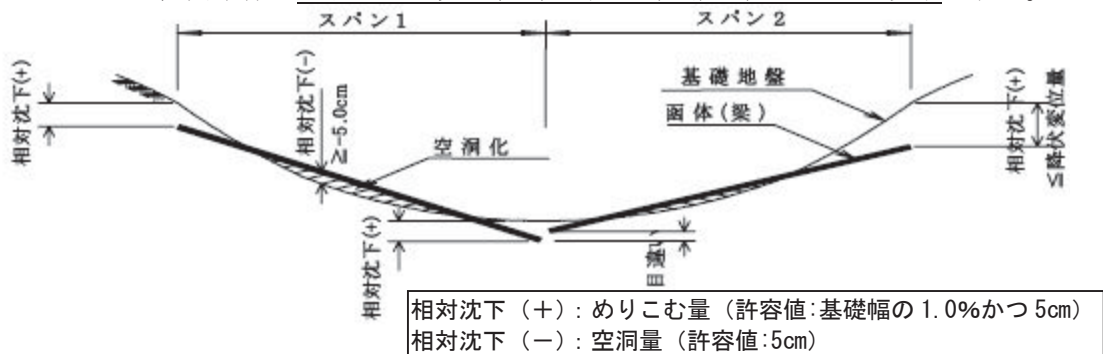 スパン1
スパン2
相対沈下(+)
相対沈下(-)
≧-5.0cm
空洞化
基礎地盤
函体(梁)
相対沈下(+)
≦降伏変位量
相対沈下(+)
目違い
相対沈下(+):めりこむ量(許容値:基礎幅の1.0%かつ5cm)
相対沈下(-):空洞量(許容値:5cm)